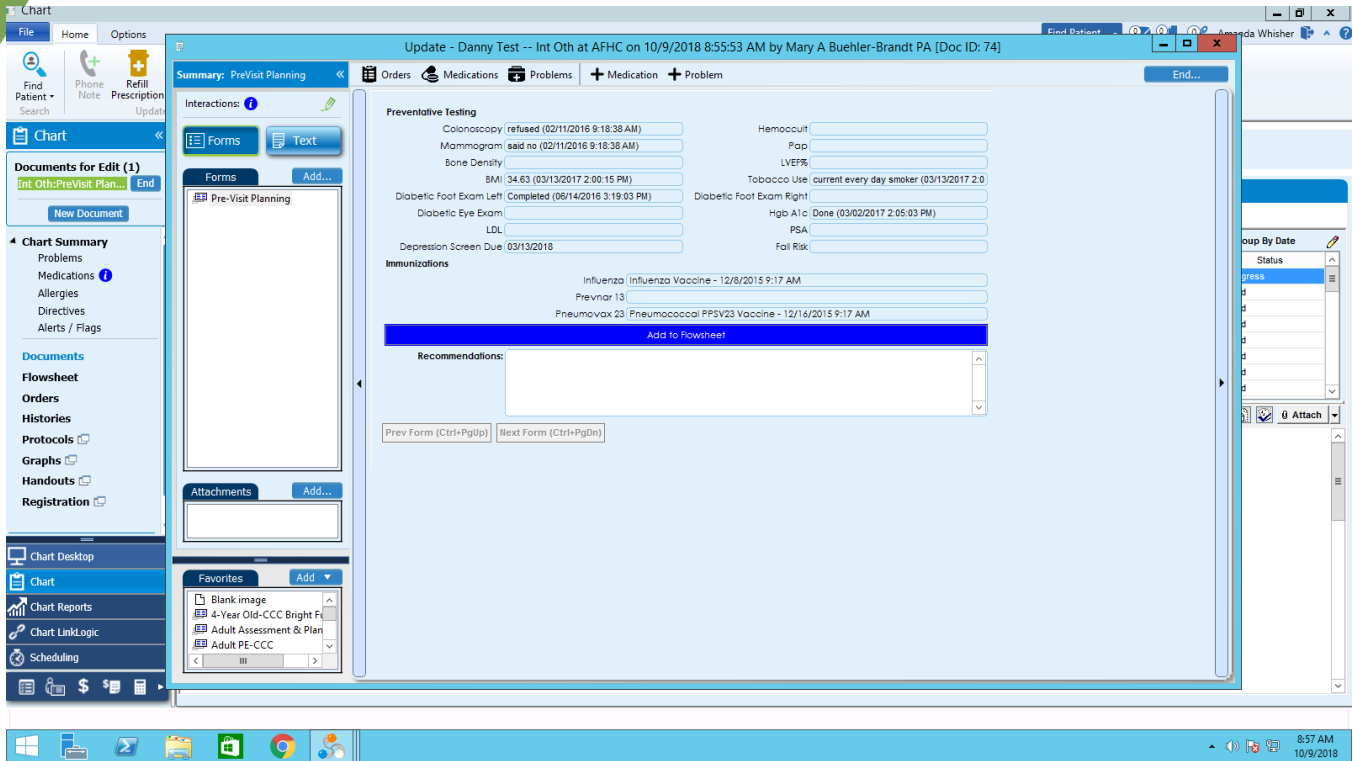 Chart
File Home Options
Find Patient
Amanda Whisher
Find
Patient
Search
Phone
Note
Refill
Prescription
Update
Chart
Documents for Edit (1)
Int Oth:PreVisit Plan... End
New Document
Chart Summary
Problems
Medications
Allergies
Directives
Alerts / Flags
Documents
Flowsheet
Orders
Histories
Protocols
Graphs
Handouts
Registration
Chart Desktop
Chart
Chart Reports
Chart LinkLogic
Scheduling
Update - Danny Test -- Int Oth at AFHC on 10/9/2018 8:55:53 AM by Mary A Buehler-Brandt PA [Doc ID: 74]
Summary: PreVisit Planning
Orders Medications Problems Medication Problem End...
Interactions:
Forms Text
Forms Add...
Pre-Visit Planning
Attachments Add...
Favorites Add
Blank image
4-Year Old-CCC Bright Fu
Adult Assessment & Plan
Adult PE-CCC
Preventative Testing
Colonoscopy refused (02/11/2016 9:18:38 AM) Hemoccult
Mammogram said no (02/11/2016 9:18:38 AM) Pap
Bone Density LVEF%
BMI 34.63 (03/13/2017 2:00:15 PM) Tobacco Use current every day smoker (03/13/2017 2:0
Diabetic Foot Exam Left Completed (06/14/2016 3:19:03 PM) Diabetic Foot Exam Right
Diabetic Eye Exam Hgb A1c Done (03/02/2017 2:05:03 PM)
LDL PSA
Depression Screen Due 03/13/2018 Fall Risk
Immunizations
Influenza Influenza Vaccine - 12/8/2015 9:17 AM
Prevnar 13
Pneumovax 23 Pneumococcal PPSV23 Vaccine - 12/16/2015 9:17 AM
Add to Flowsheet
Recommendations:
Prev Form (Ctrl+PgUp) Next Form (Ctrl+PgDn)
oup By Date
Status
gress
d
d
d
d
d
d
d
Attach
8:57 AM
10/9/2018